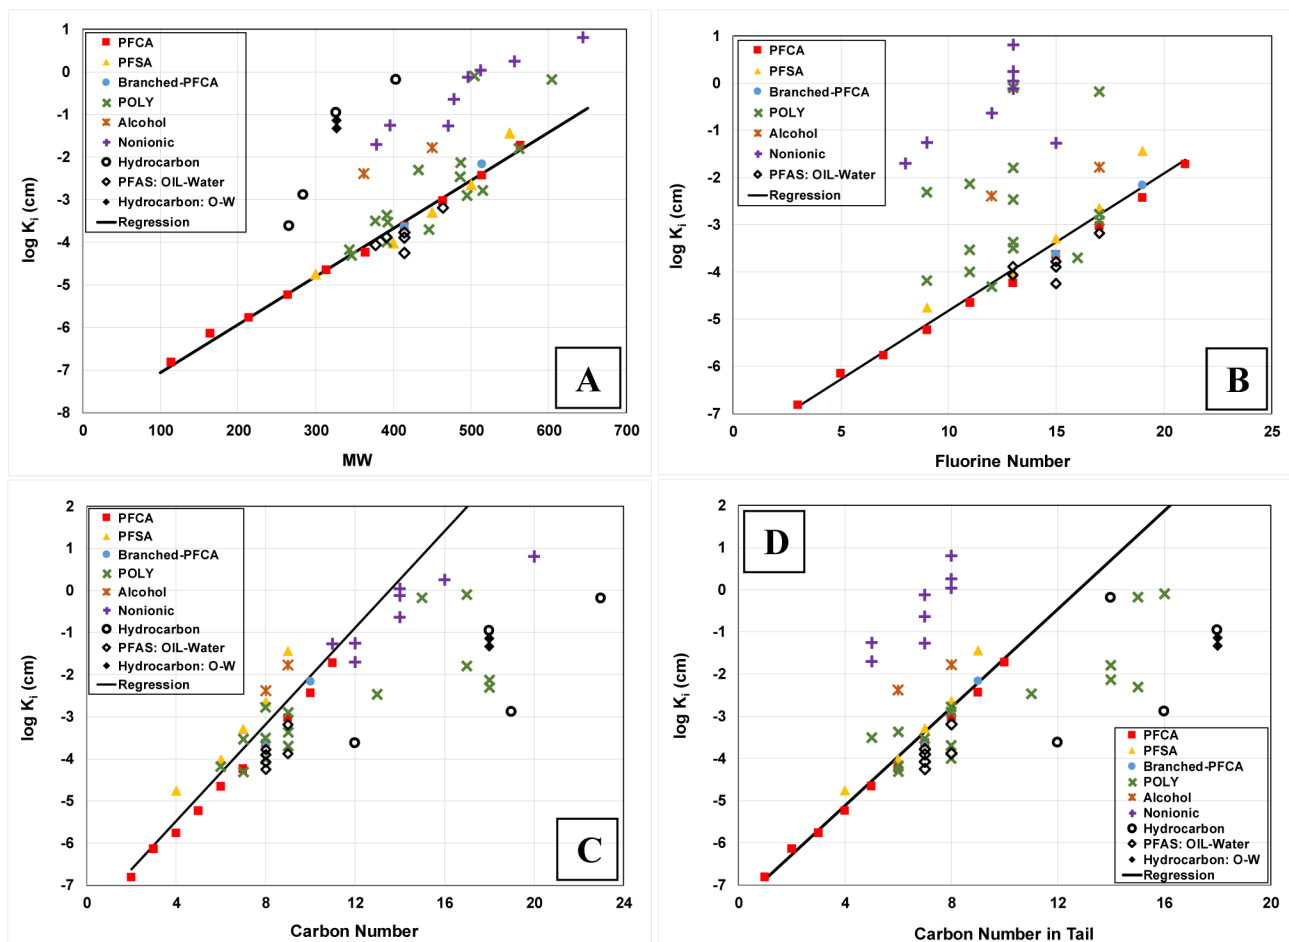 1
0
-1
-2
-3
-4
-5
-6
-7
-8
0 100 200 300 400 500 600 700
log Ki (cm)
MW
PFCA
PFSA
Branched-PFCA
POLY
Alcohol
Nonionic
Hydrocarbon
PFAS: OIL-Water
Hydrocarbon: O-W
Regression
A
1
0
-1
-2
-3
-4
-5
-6
-7
0 5 10 15 20 25
log Ki (cm)
Fluorine Number
PFCA
PFSA
Branched-PFCA
POLY
Alcohol
Nonionic
PFAS: OIL-Water
Regression
B
2
1
0
-1
-2
-3
-4
-5
-6
-7
0 4 8 12 16 20 24
log Ki (cm)
Carbon Number
PFCA
PFSA
Branched-PFCA
POLY
Alcohol
Nonionic
Hydrocarbon
PFAS: OIL-Water
Hydrocarbon: O-W
Regression
C
2
1
0
-1
-2
-3
-4
-5
-6
-7
0 4 8 12 16 20
log Ki (cm)
Carbon Number in Tail
D
PFCA
PFSA
Branched-PFCA
POLY
Alcohol
Nonionic
Hydrocarbon
PFAS: OIL-Water
Hydrocarbon: O-W
Regression